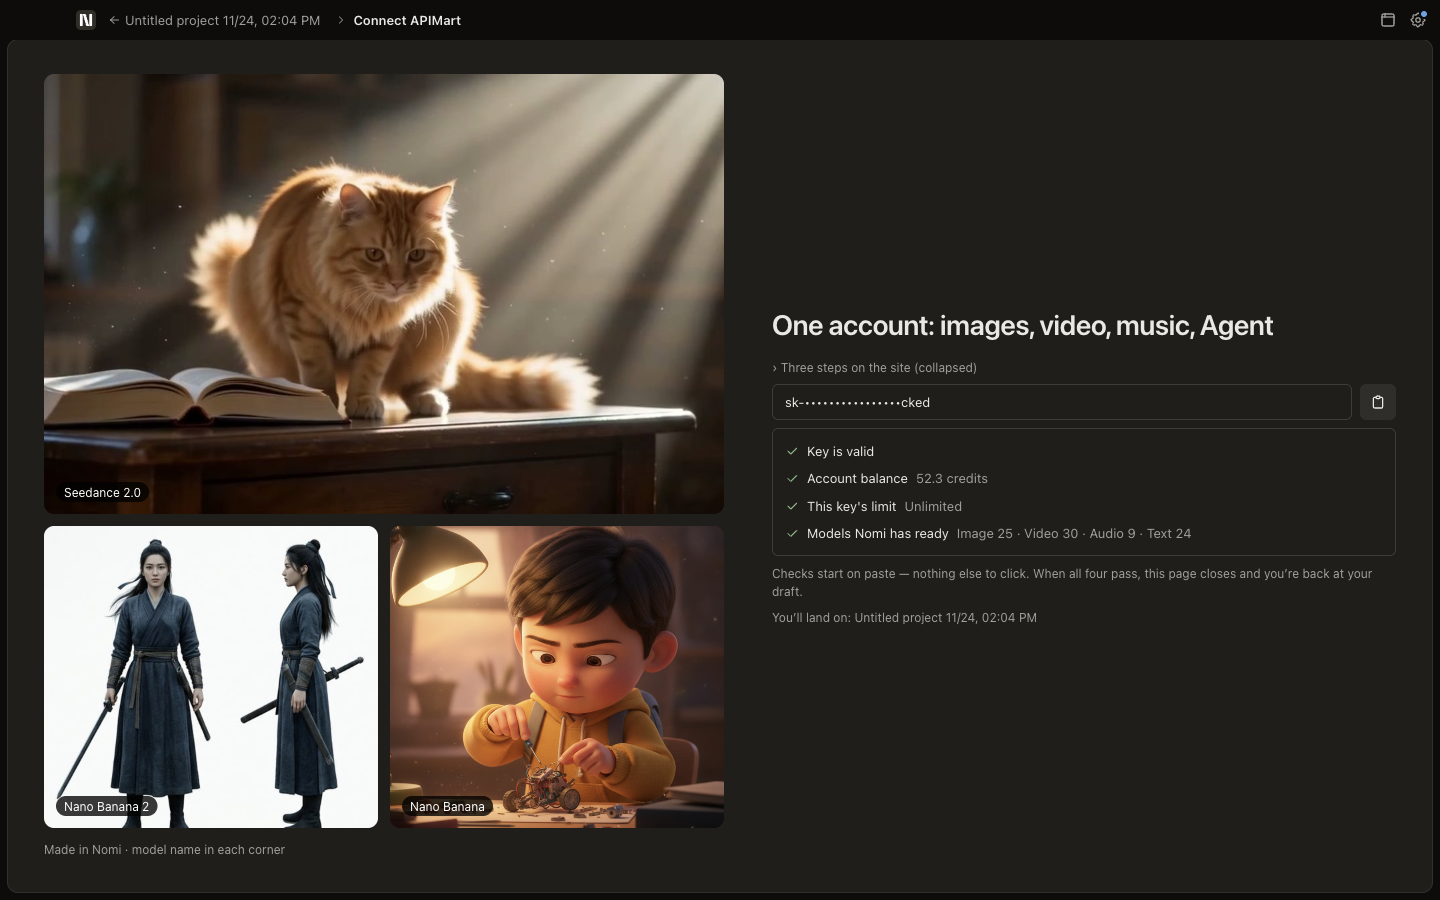 Untitled project 11/24, 02:04 PM
Connect APIMart
Seedance 2.0
Nano Banana 2
Nano Banana
Made in Nomi · model name in each corner
One account: images, video, music, Agent
› Three steps on the site (collapsed)
sk-················cked
Key is valid
Account balance 52.3 credits
This key's limit Unlimited
Models Nomi has ready Image 25 · Video 30 · Audio 9 · Text 24
Checks start on paste — nothing else to click. When all four pass, this page closes and you’re back at your
draft.
You’ll land on: Untitled project 11/24, 02:04 PM